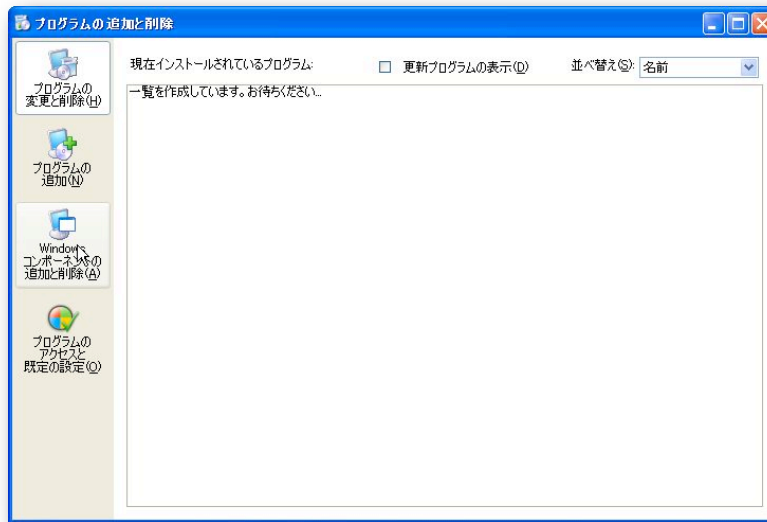 プログラムの追加と削除
プログラムの
変更と削除(H)
プログラムの
追加(N)
Windows
コンポーネントの
追加と削除(A)
プログラムの
アクセスと
既定の設定(O)
現在インストールされているプログラム:
更新プログラムの表示(D)
並べ替え(S): 名前
一覧を作成しています。お待ちください...